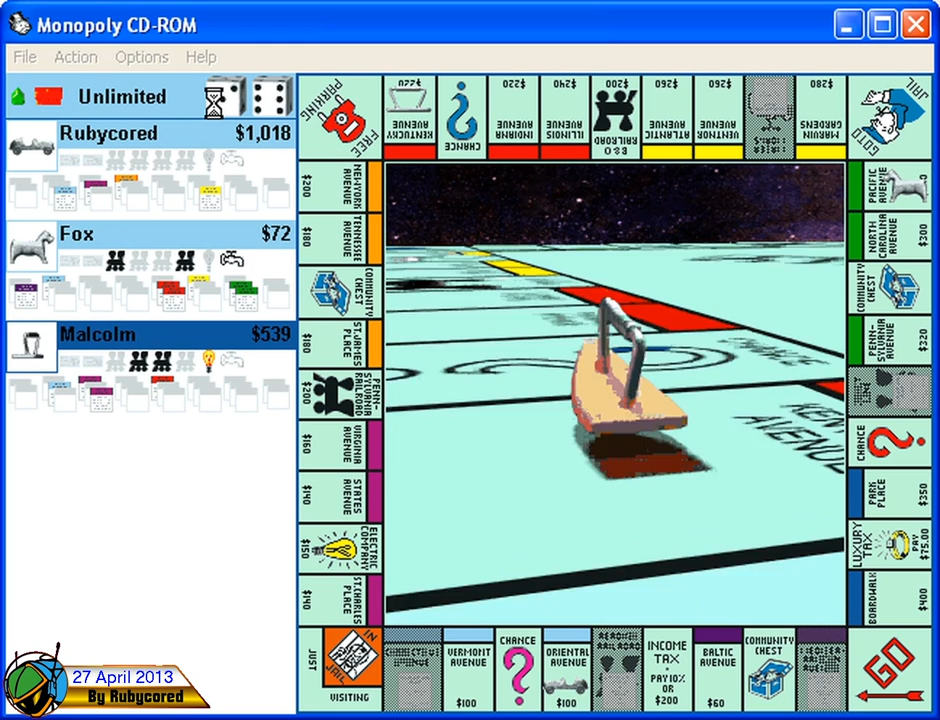 Monopoly CD-ROM
File Action Options Help
Unlimited
Rubycored $1,018
Fox $72
Malcolm $539
FREE PARKING
$220 KENTUCKY AVENUE
CHANCE
$220 INDIANA AVENUE
$240 ILLINOIS AVENUE
$200 B&O RAILROAD
$260 ATLANTIC AVENUE
$260 VENTNOR AVENUE
$280 MARVIN GARDENS
GO TO JAIL
NEW YORK AVENUE $200
TENNESSEE AVENUE $180
COMMUNITY CHEST
ST. JAMES PLACE $180
PENN-SYLVANIA RAILROAD $200
VIRGINIA AVENUE $160
STATES AVENUE $140
ELECTRIC COMPANY $150
ST. CHARLES PLACE $140
PACIFIC AVENUE
NORTH CAROLINA AVENUE $300
COMMUNITY CHEST
PENN-SYLVANIA AVENUE $320
CHANCE
PARK PLACE $350
LUXURY TAX PAY $75.00
BOARDWALK $400
CHANCE
AVENUE
JUST VISITING
IN JAIL
VERMONT AVENUE $100
CHANCE
ORIENTAL AVENUE $100
INCOME TAX PAY 10% OR $200
BALTIC AVENUE $60
COMMUNITY CHEST
GO
27 April 2013
By Rubycored